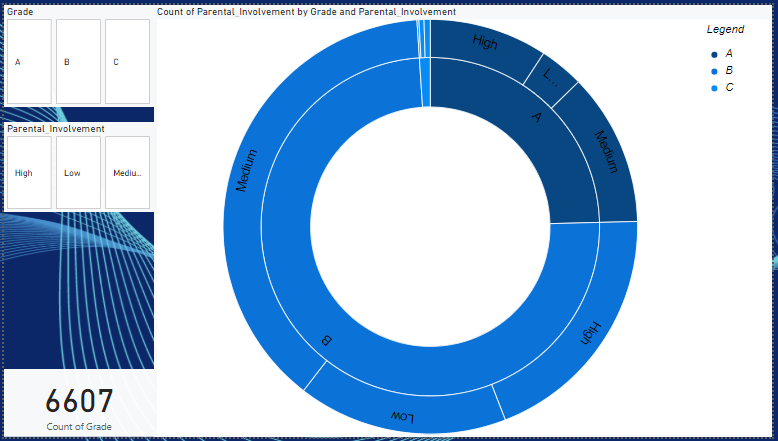 Grade
A
B
C
Parental_Involvement
High
Low
Mediu...
6607
Count of Grade
Count of Parental_Involvement by Grade and Parental_Involvement
High
L...
Medium
A
High
Low
B
Medium
Legend
A
B
C